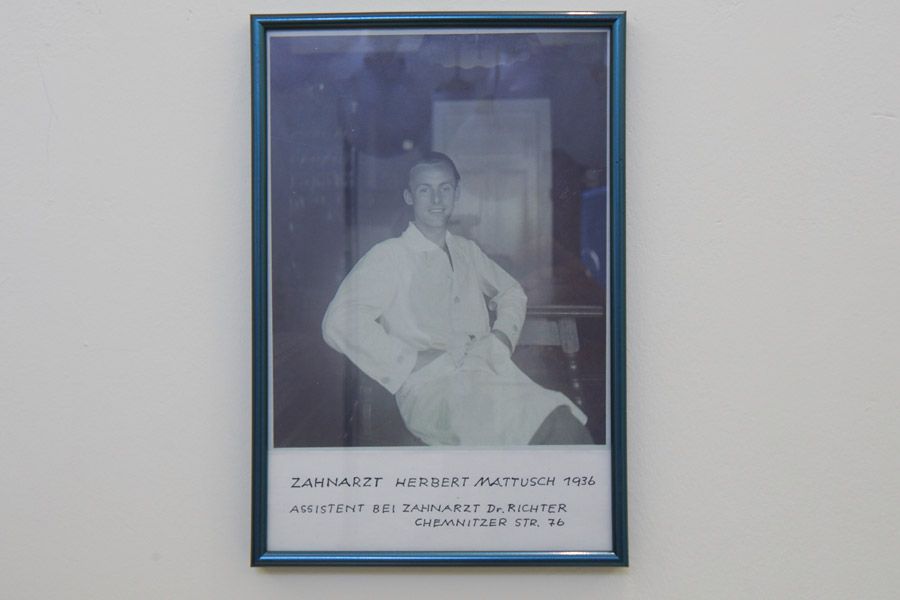 ZAHNARZT HERBERT MATTUSCH 1936
ASSISTENT BEI ZAHNARZT Dr. RICHTER
CHEMNITZER STR. 76